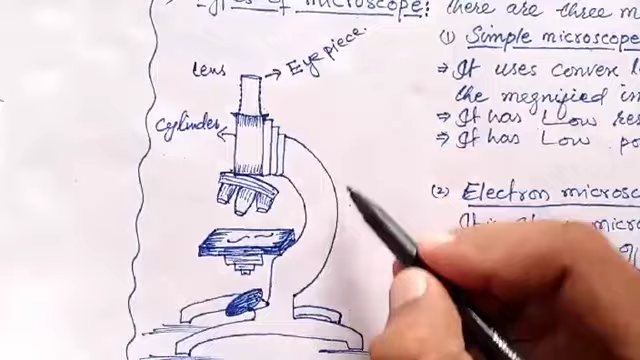 Types of microscope: there are three m
(1) Simple microscope
⇒ It uses convex l
the megnified im
⇒ It has Low res
⇒ It has Low po
(2) Electron microsc
Lens
→ Eye piece.
Cylinder